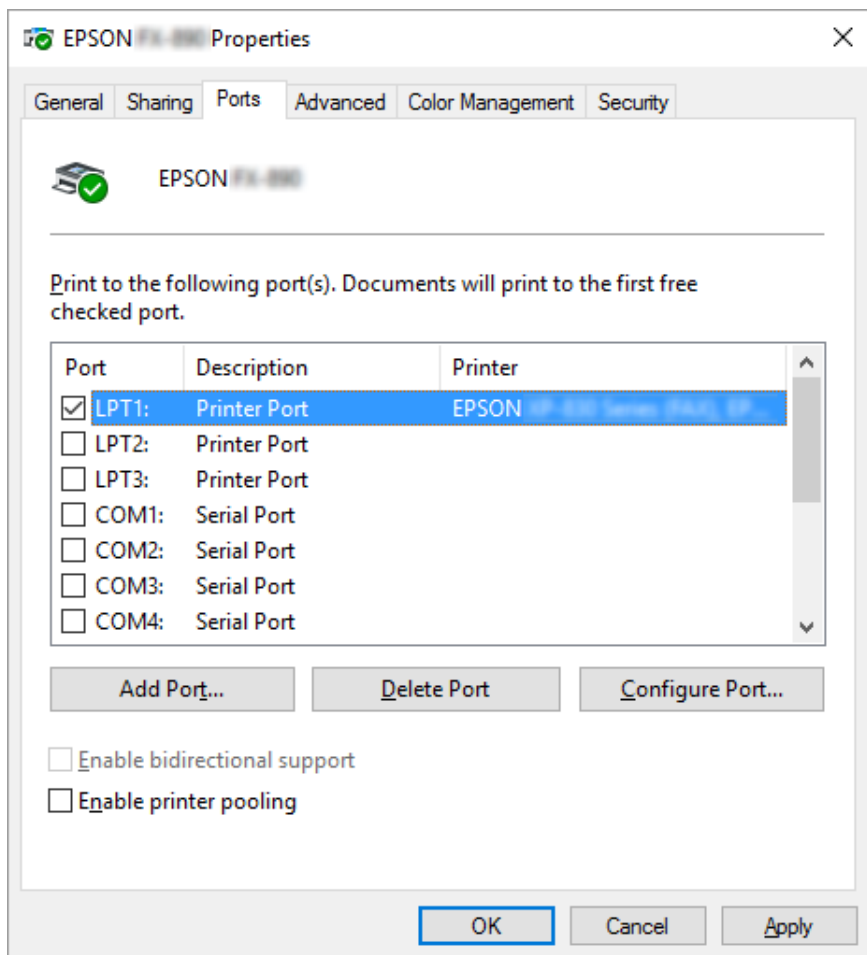 EPSON Properties
General Sharing Ports Advanced Color Management Security
EPSON
Print to the following port(s). Documents will print to the first free
checked port.
Port Description Printer
LPT1: Printer Port EPSON
LPT2: Printer Port
LPT3: Printer Port
COM1: Serial Port
COM2: Serial Port
COM3: Serial Port
COM4: Serial Port
Add Port... Delete Port Configure Port...
Enable bidirectional support
Enable printer pooling
OK Cancel Apply